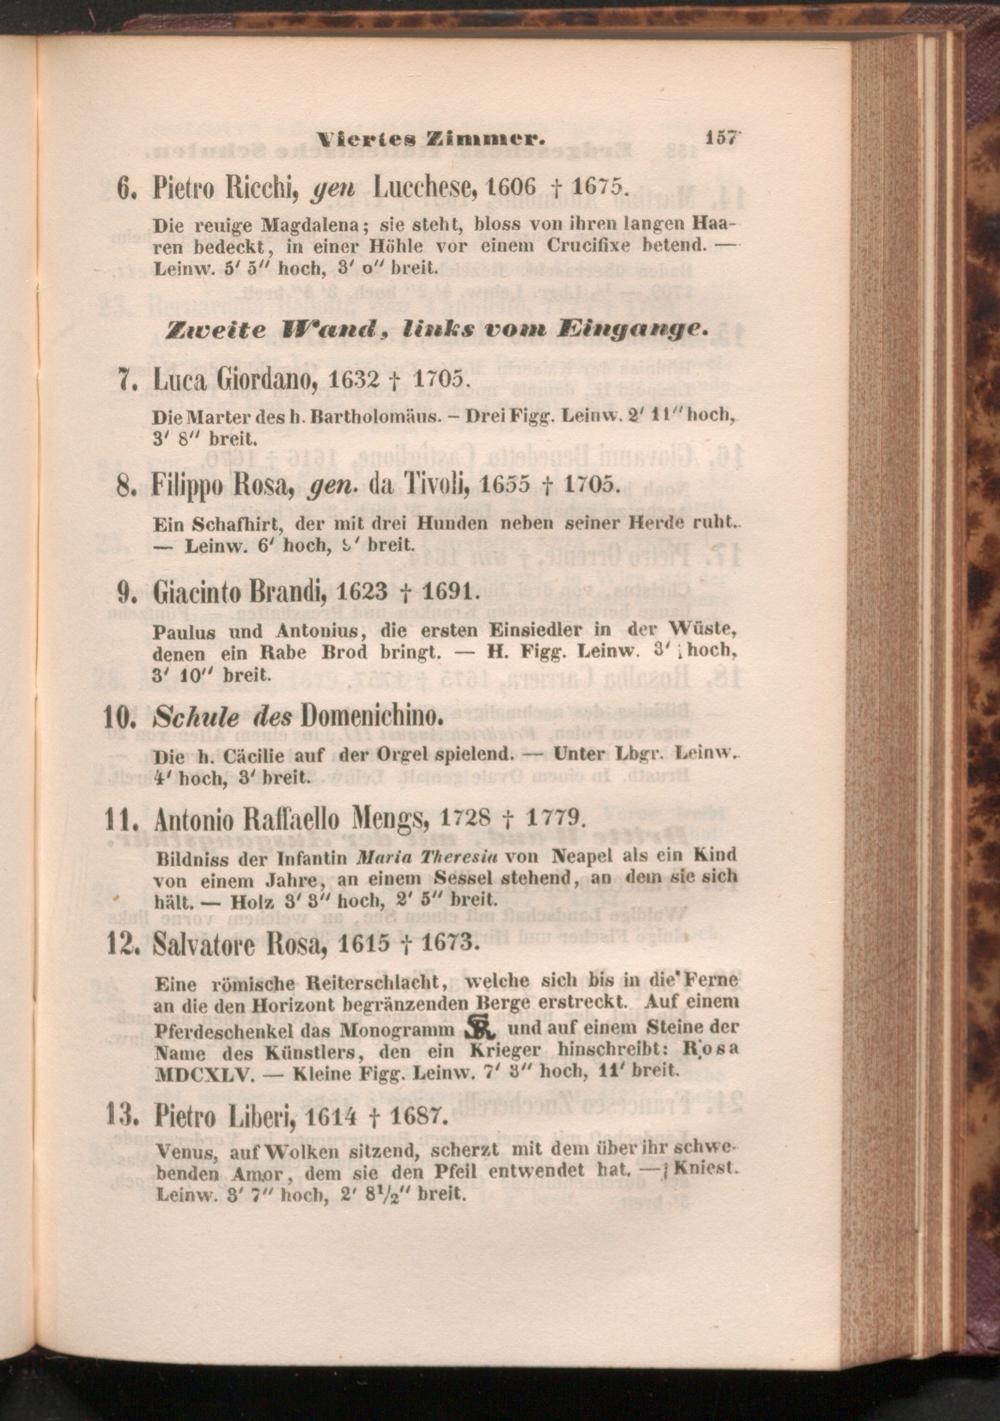 Viertes Zimmer. 157
6. Pietro Ricchi, gen Lucchese, 1606 † 1675.
Die reuige Magdalena; sie steht, bloss von ihren langen Haa-
ren bedeckt, in einer Höhle vor einem Crucifixe betend. —
Leinw. 5′ 5″ hoch, 3′ 0″ breit.
Zweite Wand, links vom Eingange.
7. Luca Giordano, 1632 † 1705.
Die Marter des h. Bartholomäus. – Drei Figg. Leinw. 2′ 11″ hoch,
3′ 8″ breit.
8. Filippo Rosa, gen. da Tivoli, 1655 † 1705.
Ein Schafhirt, der mit drei Hunden neben seiner Herde ruht.
— Leinw. 6′ hoch, breit.
9. Giacinto Brandi, 1623 † 1691.
Paulus und Antonius, die ersten Einsiedler in der Wüste,
denen ein Rabe Brod bringt. — H. Figg. Leinw. 3′ hoch,
3′ 10″ breit.
10. Schule des Domenichino.
Die h. Cäcilie auf der Orgel spielend. — Unter Lbgr. Leinw.
4′ hoch, 3′ breit.
11. Antonio Raffaello Mengs, 1728 † 1779.
Bildniss der Infantin Maria Theresia von Neapel als ein Kind
von einem Jahre, an einem Sessel stehend, an dem sie sich
hält. — Holz 3′ 3″ hoch, 2′ 5″ breit.
12. Salvatore Rosa, 1615 † 1673.
Eine römische Reiterschlacht, welche sich bis in die Ferne
an die den Horizont begränzenden Berge erstreckt. Auf einem
Pferdeschenkel das Monogramm SR und auf einem Steine der
Name des Künstlers, den ein Krieger hinschreibt: Rosa
MDCXLV. — Kleine Figg. Leinw. 7′ 3″ hoch, 11′ breit.
13. Pietro Liberi, 1614 † 1687.
Venus, auf Wolken sitzend, scherzt mit dem über ihr schwe-
benden Amor, dem sie den Pfeil entwendet hat. — Kniest.
Leinw. 3′ 7″ hoch, 2′ 8½″ breit.